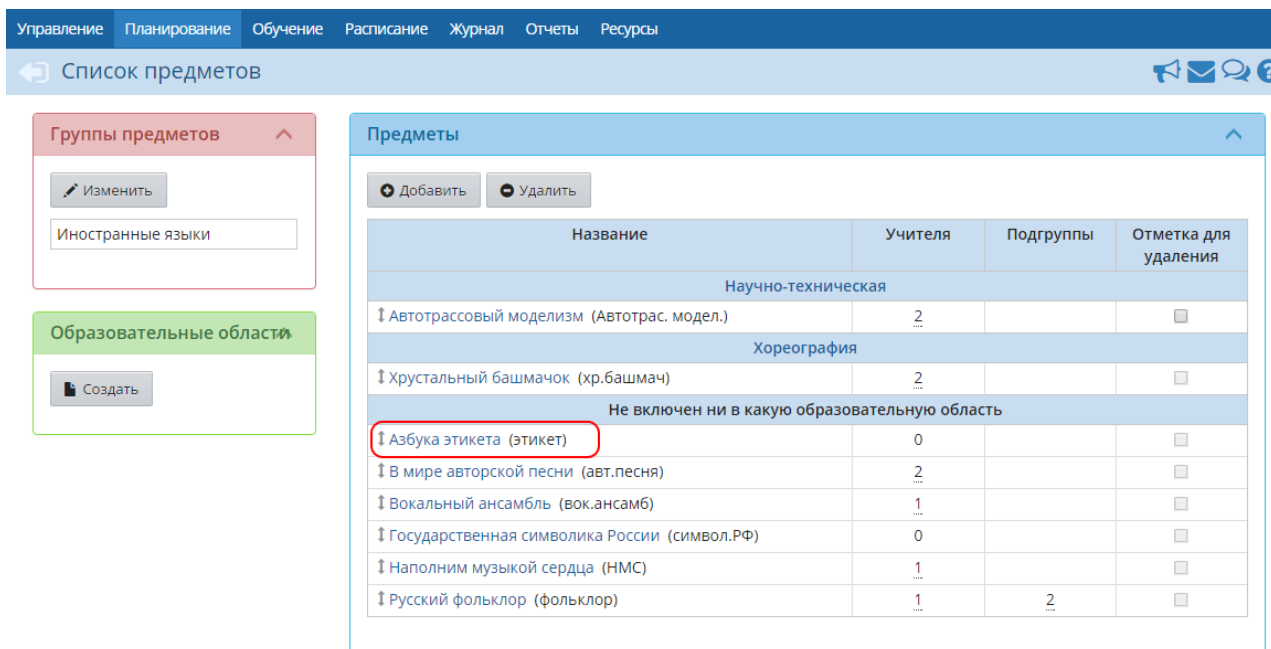 Управление Планирование Обучение Расписание Журнал Отчеты Ресурсы
Список предметов
Группы предметов
Изменить
Иностранные языки
Образовательные области
Создать
Предметы
Добавить Удалить
Название Учителя Подгруппы Отметка для
удаления
Научно-техническая
Автотрассовый моделизм (Автотрас. модел.) 2
Хореография
Хрустальный башмачок (хр.башмач) 2
Не включен ни в какую образовательную область
Азбука этикета (этикет) 0
В мире авторской песни (авт.песня) 2
Вокальный ансамбль (вок.ансамб) 1
Государственная символика России (символ.РФ) 0
Наполним музыкой сердца (НМС) 1
Русский фольклор (фольклор) 1 2